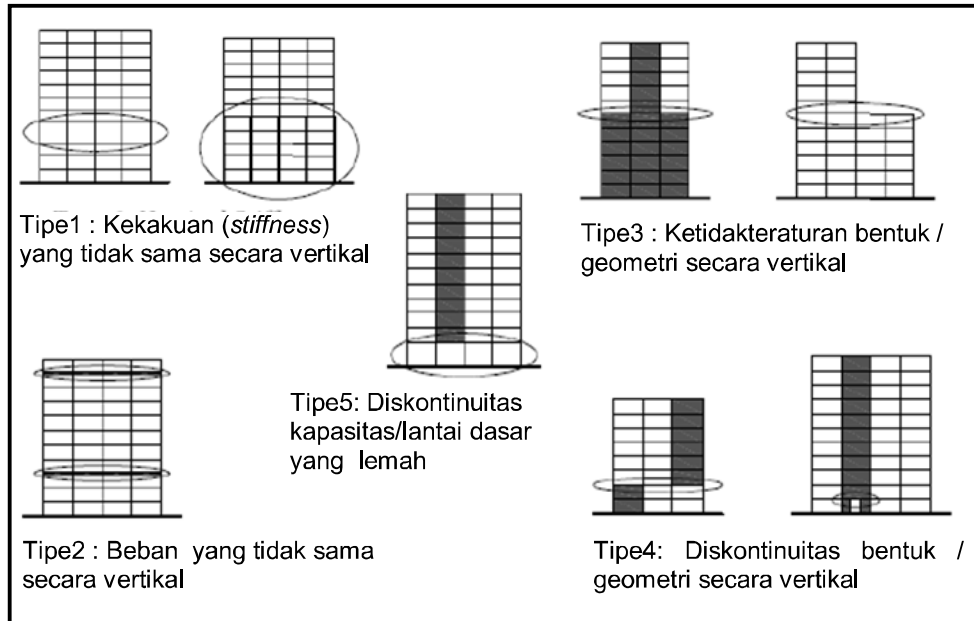 Tipe1 : Kekakuan (stiffness)
yang tidak sama secara vertikal
Tipe3 : Ketidakteraturan bentuk /
geometri secara vertikal
Tipe5: Diskontinuitas
kapasitas/lantai dasar
yang lemah
Tipe2 : Beban yang tidak sama
secara vertikal
Tipe4: Diskontinuitas bentuk /
geometri secara vertikal